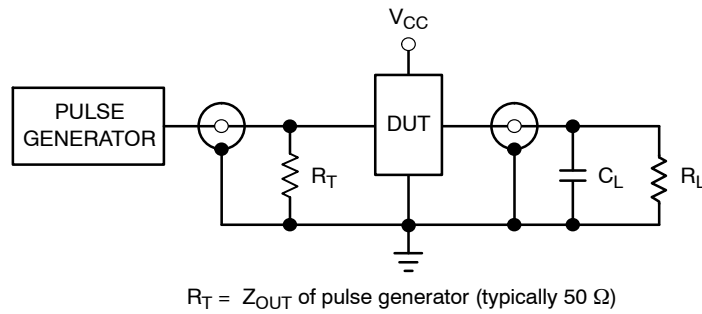 V_CC
PULSE
GENERATOR
DUT
R_T
C_L
R_L
R_T = Z_OUT of pulse generator (typically 50 Ω)